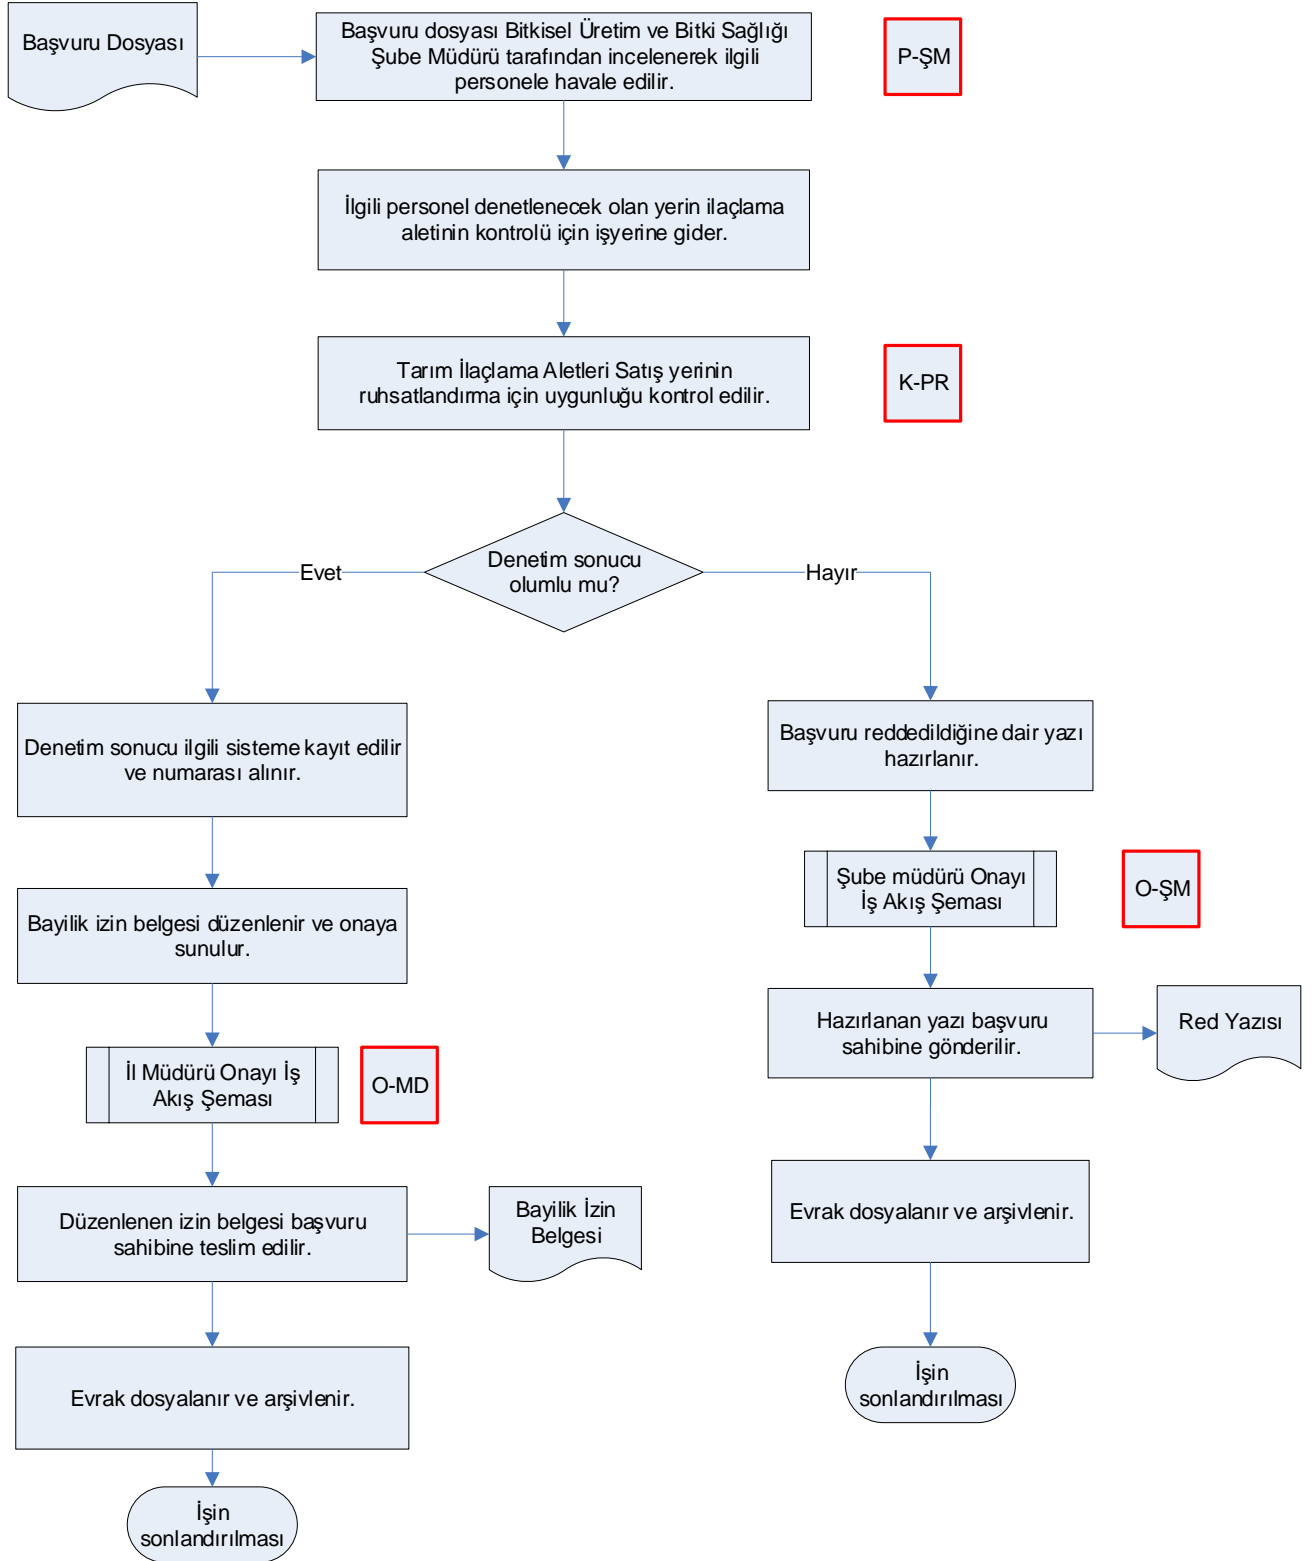 Başvuru Dosyası
Başvuru dosyası Bitkisel Üretim ve Bitki Sağlığı
Şube Müdürü tarafından incelenerek ilgili
personele havale edilir.
P-ŞM
İlgili personel denetlenecek olan yerin ilaçlama
aletinin kontrolü için işyerine gider.
Tarım İlaçlama Aletleri Satış yerinin
ruhsatlandırma için uygunluğu kontrol edilir.
K-PR
Denetim sonucu
olumlu mu?
Evet
Hayır
Denetim sonucu ilgili sisteme kayıt edilir
ve numarası alınır.
Bayilik izin belgesi düzenlenir ve onaya
sunulur.
İl Müdürü Onayı İş
Akış Şeması
O-MD
Düzenlenen izin belgesi başvuru
sahibine teslim edilir.
Bayilik İzin
Belgesi
Evrak dosyalanır ve arşivlenir.
İşin
sonlandırılması
Başvuru reddedildiğine dair yazı
hazırlanır.
Şube müdürü Onayı
İş Akış Şeması
O-ŞM
Hazırlanan yazı başvuru
sahibine gönderilir.
Red Yazısı
Evrak dosyalanır ve arşivlenir.
İşin
sonlandırılması